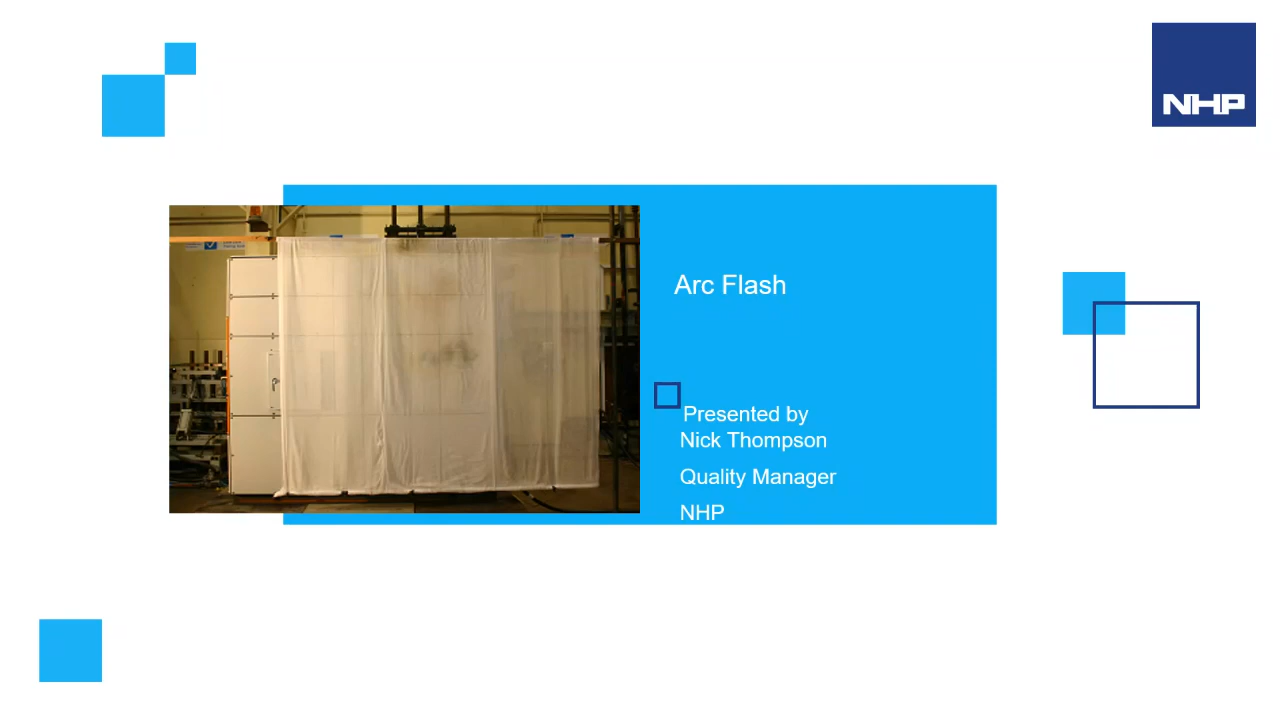 NHP
Arc Flash
Presented by
Nick Thompson
Quality Manager
NHP